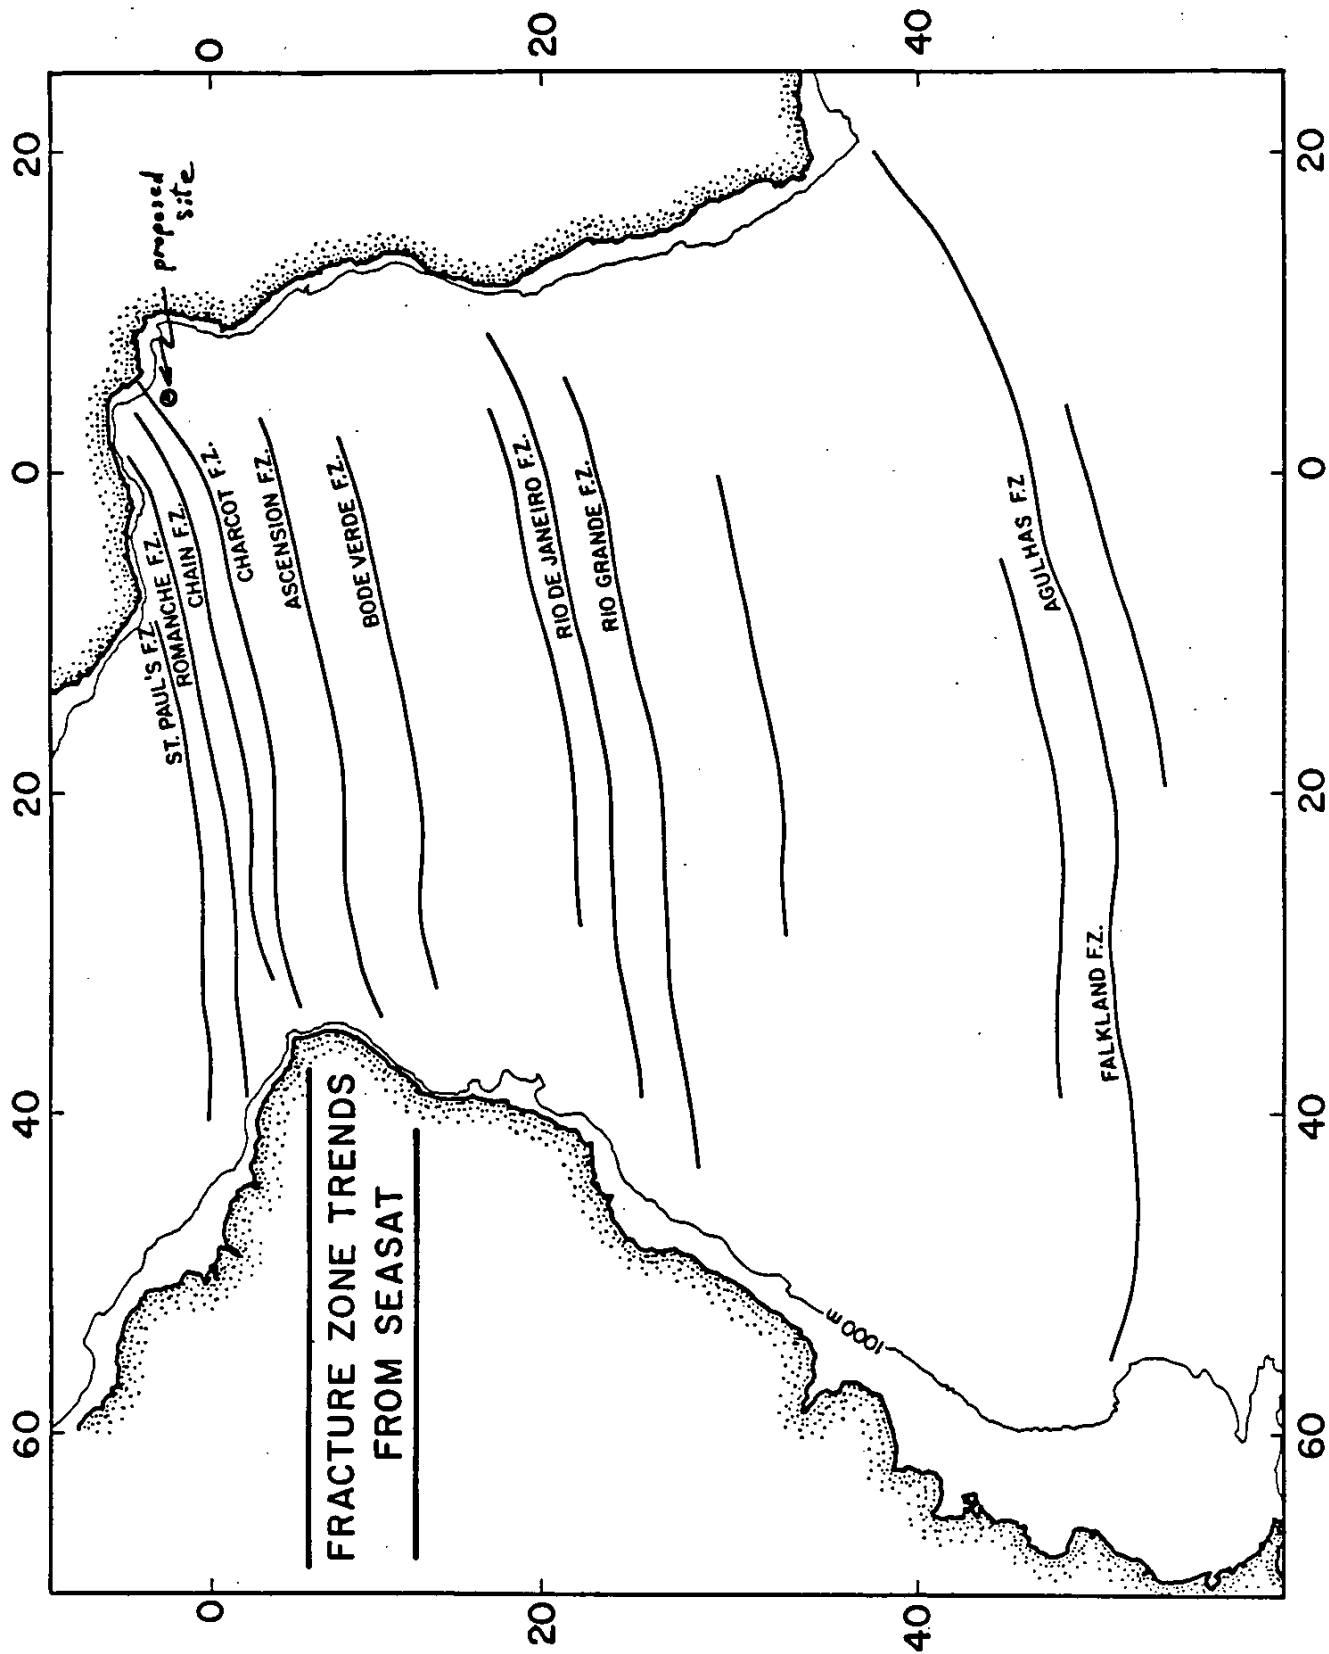 20
0
20
40
60
0
20
40
0
20
40
20
0
20
40
60
proposed
site
ST. PAUL'S F.Z.
ROMANCHE F.Z.
CHAIN F.Z.
CHARCOT F.Z.
ASCENSION F.Z.
BODE VERDE F.Z.
RIO DE JANEIRO F.Z.
RIO GRANDE F.Z.
AGULHAS F.Z
FALKLAND F.Z.
1000 m
FRACTURE ZONE TRENDS
FROM SEASAT